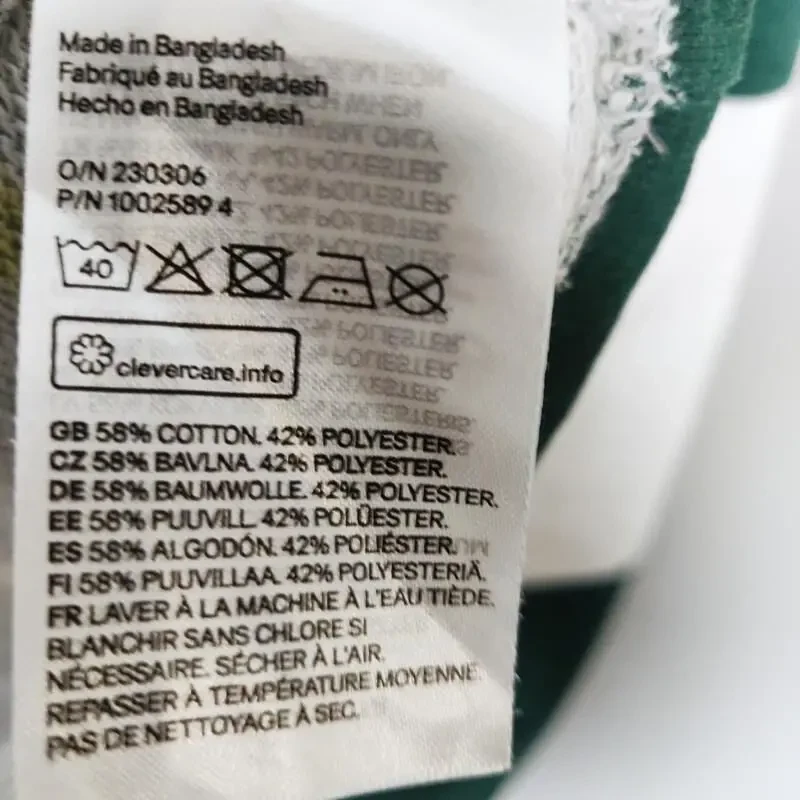 Made in Bangladesh
Fabriqué au Bangladesh
Hecho en Bangladesh
O/N 230306
P/N 10025894
40
clevercare.info
GB 58% COTTON. 42% POLYESTER.
CZ 58% BAVLNA. 42% POLYESTER.
DE 58% BAUMWOLLE. 42% POLYESTER.
EE 58% PUUVILL. 42% POLÜESTER.
ES 58% ALGODÓN. 42% POLIÉSTER.
FI 58% PUUVILLAA. 42% POLYESTERIÄ.
FR LAVER À LA MACHINE À L'EAU TIÈDE.
BLANCHIR SANS CHLORE SI
NÉCESSAIRE. SÉCHER À L'AIR.
REPASSER À TEMPÉRATURE MOYENNE.
PAS DE NETTOYAGE À SEC.